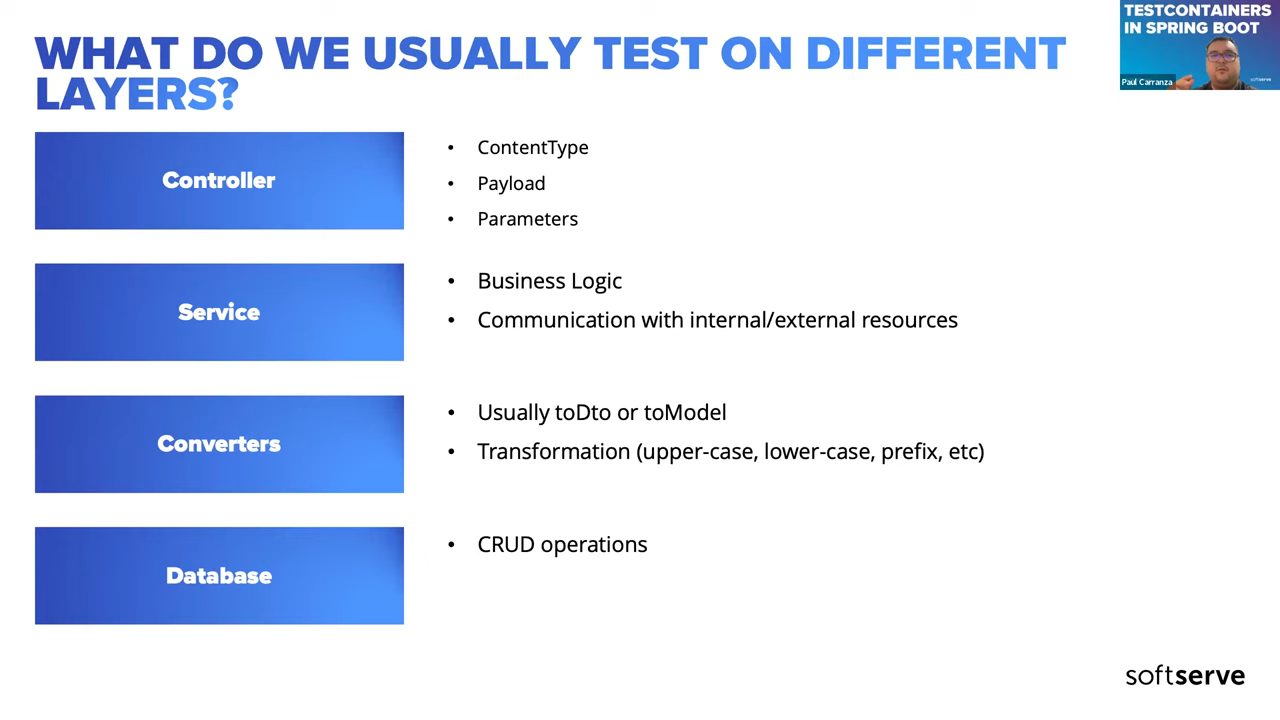 WHAT DO WE USUALLY TEST ON DIFFERENT
LAYERS?
TESTCONTAINERS
IN SPRING BOOT
Paul Carranza
softserve
Controller
• ContentType
• Payload
• Parameters
Service
• Business Logic
• Communication with internal/external resources
Converters
• Usually toDto or toModel
• Transformation (upper-case, lower-case, prefix, etc)
Database
• CRUD operations
softserve